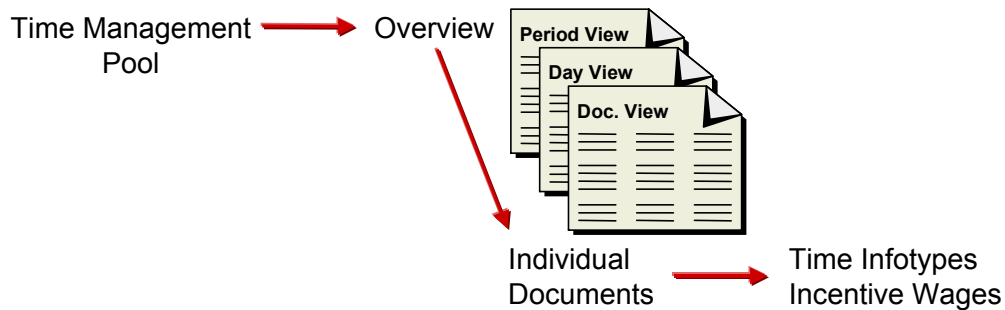 Time Management
Pool
Overview
Period View
Day View
Doc. View
Individual
Documents
Time Infotypes
Incentive Wages